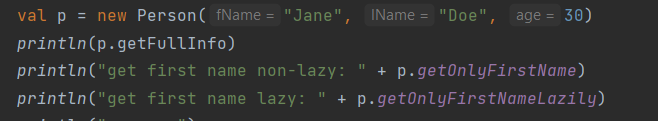 val p = new Person( fName = "Jane", lName = "Doe", age = 30)
println(p.getFullInfo)
println("get first name non-lazy: " + p.getOnlyFirstName)
println("get first name lazy: " + p.getOnlyFirstNameLazily)